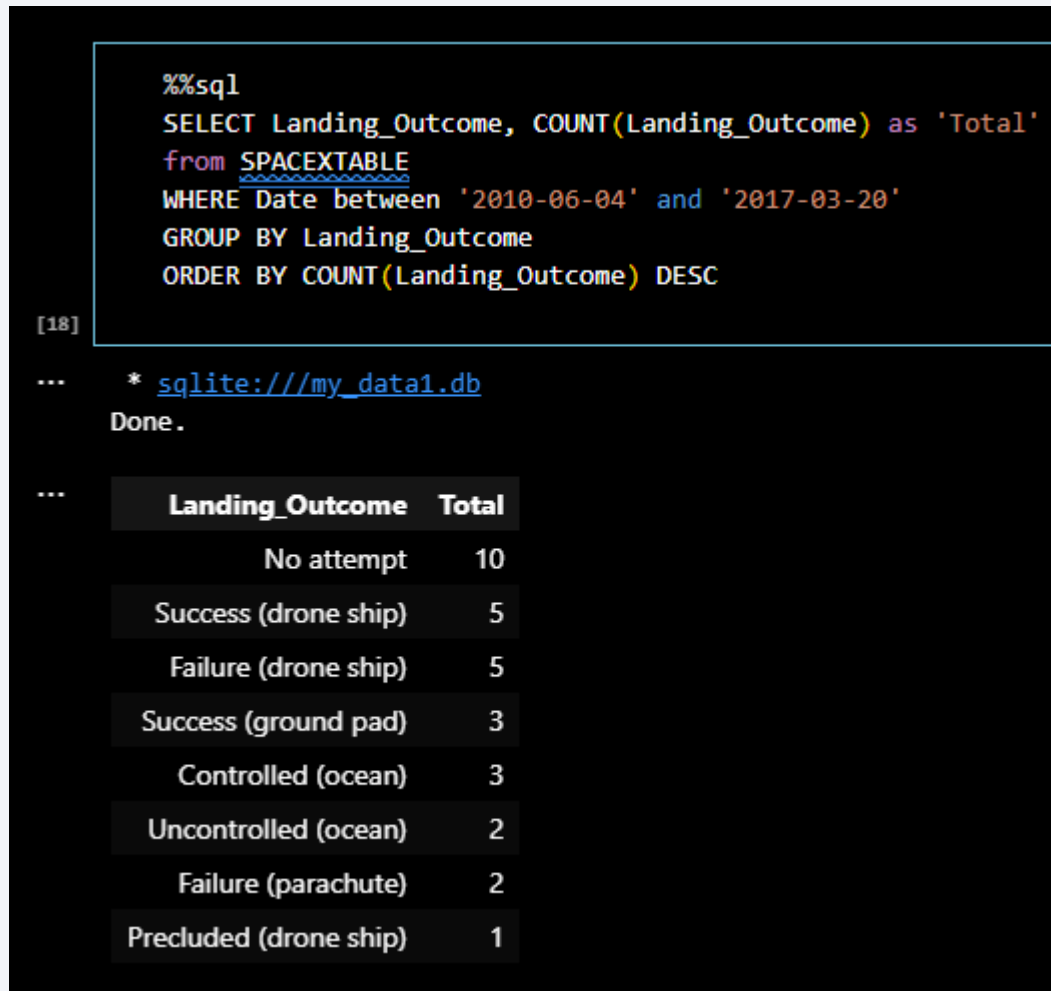 %%sql
SELECT Landing_Outcome, COUNT(Landing_Outcome) as 'Total'
from SPACEXTABLE
WHERE Date between '2010-06-04' and '2017-03-20'
GROUP BY Landing_Outcome
ORDER BY COUNT(Landing_Outcome) DESC
[18]
... * sqlite:///my_data1.db
Done.
...
Landing_Outcome Total
No attempt 10
Success (drone ship) 5
Failure (drone ship) 5
Success (ground pad) 3
Controlled (ocean) 3
Uncontrolled (ocean) 2
Failure (parachute) 2
Precluded (drone ship) 1